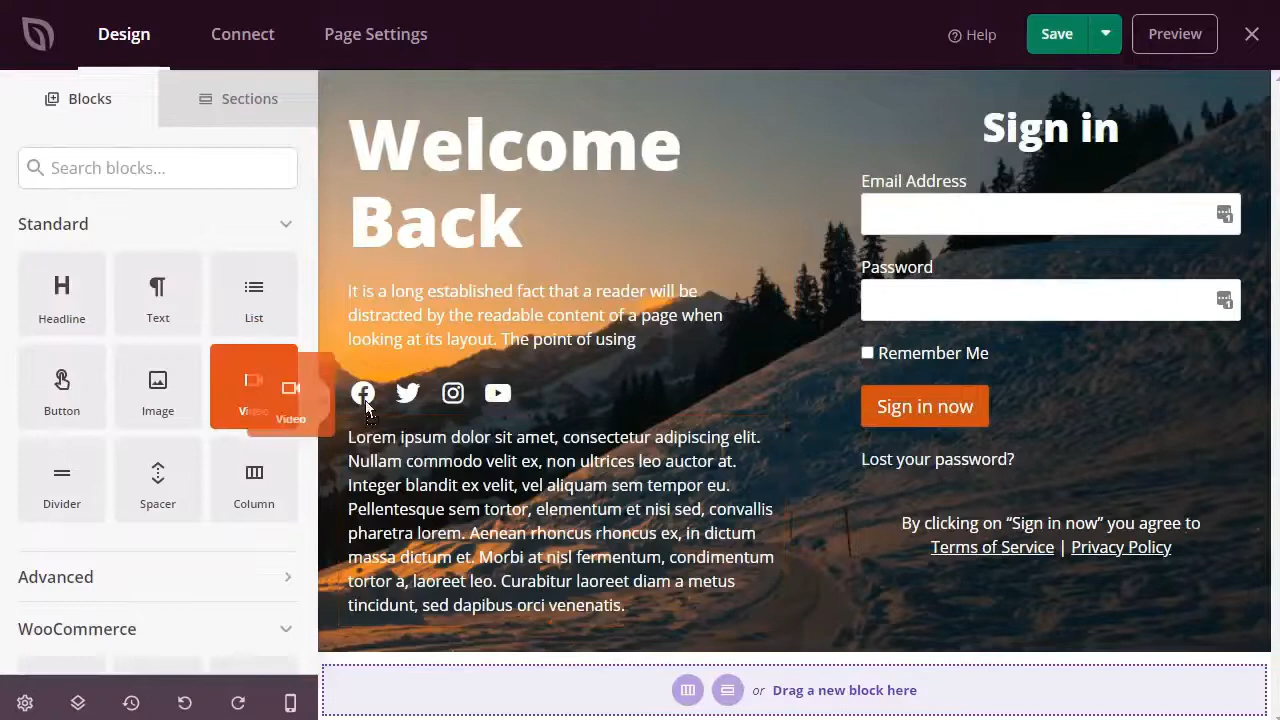 Design
Connect
Page Settings
Help
Save
Preview
Blocks
Sections
Search blocks...
Standard
Headline
Text
List
Button
Image
Video
Video
Divider
Spacer
Column
Advanced
WooCommerce
Welcome
Back
It is a long established fact that a reader will be
distracted by the readable content of a page when
looking at its layout. The point of using
Lorem ipsum dolor sit amet, consectetur adipiscing elit.
Nullam commodo velit ex, non ultrices leo auctor at.
Integer blandit ex velit, vel aliquam sem tempor eu.
Pellentesque sem tortor, elementum et nisi sed, convallis
pharetra lorem. Aenean rhoncus rhoncus ex, in dictum
massa dictum et. Morbi at nisl fermentum, condimentum
tortor a, laoreet leo. Curabitur laoreet diam a metus
tincidunt, sed dapibus orci venenatis.
Sign in
Email Address
Password
Remember Me
Sign in now
Lost your password?
By clicking on “Sign in now” you agree to
Terms of Service | Privacy Policy
or Drag a new block here